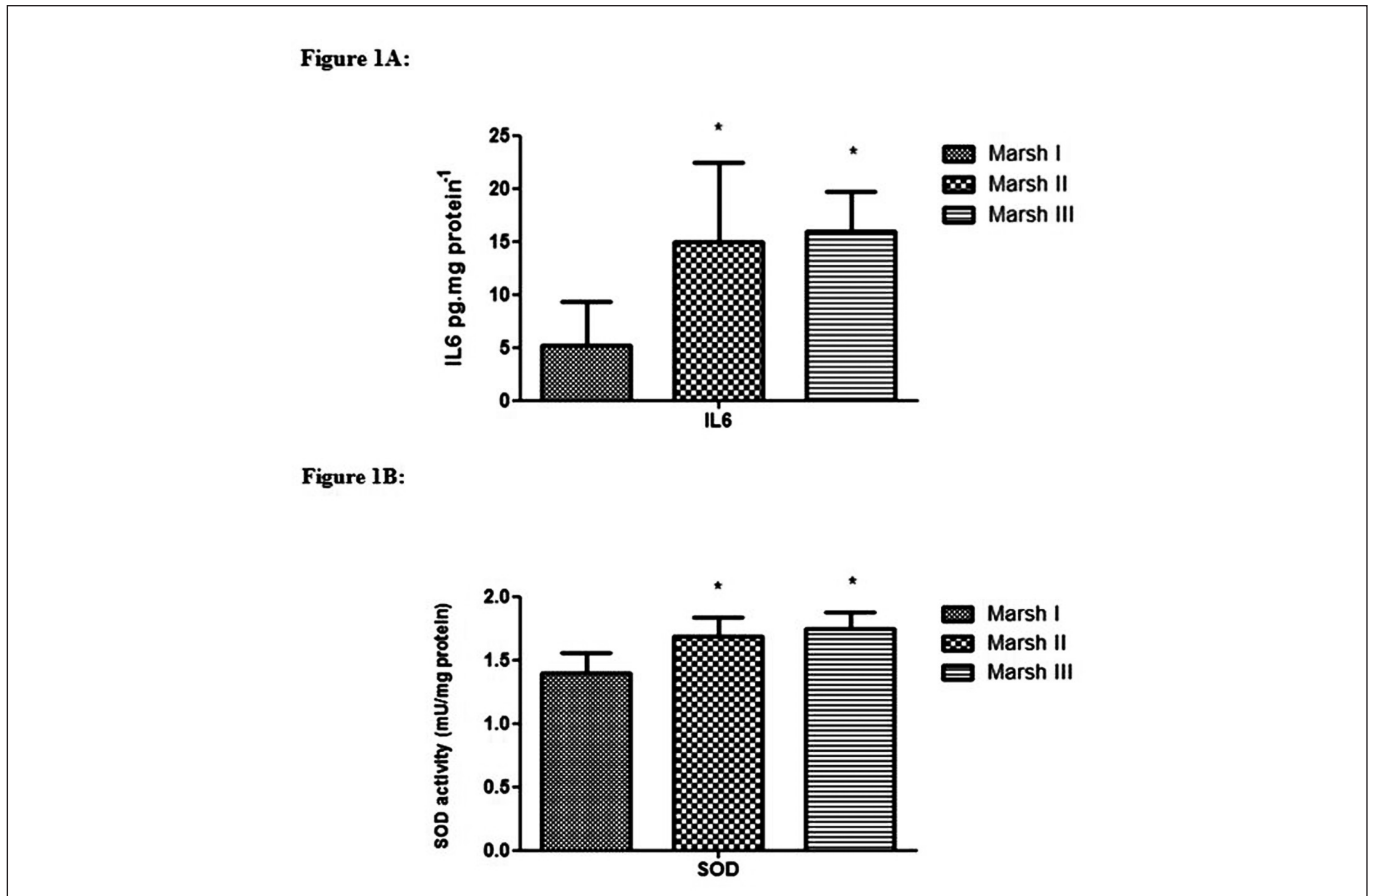 Figure 1A:
*
*
25
20
15
10
5
0
IL6 pg.mg protein-1
IL6
Marsh I
Marsh II
Marsh III
Figure 1B:
*
*
2.0
1.5
1.0
0.5
0.0
SOD activity (mU/mg protein)
SOD
Marsh I
Marsh II
Marsh III